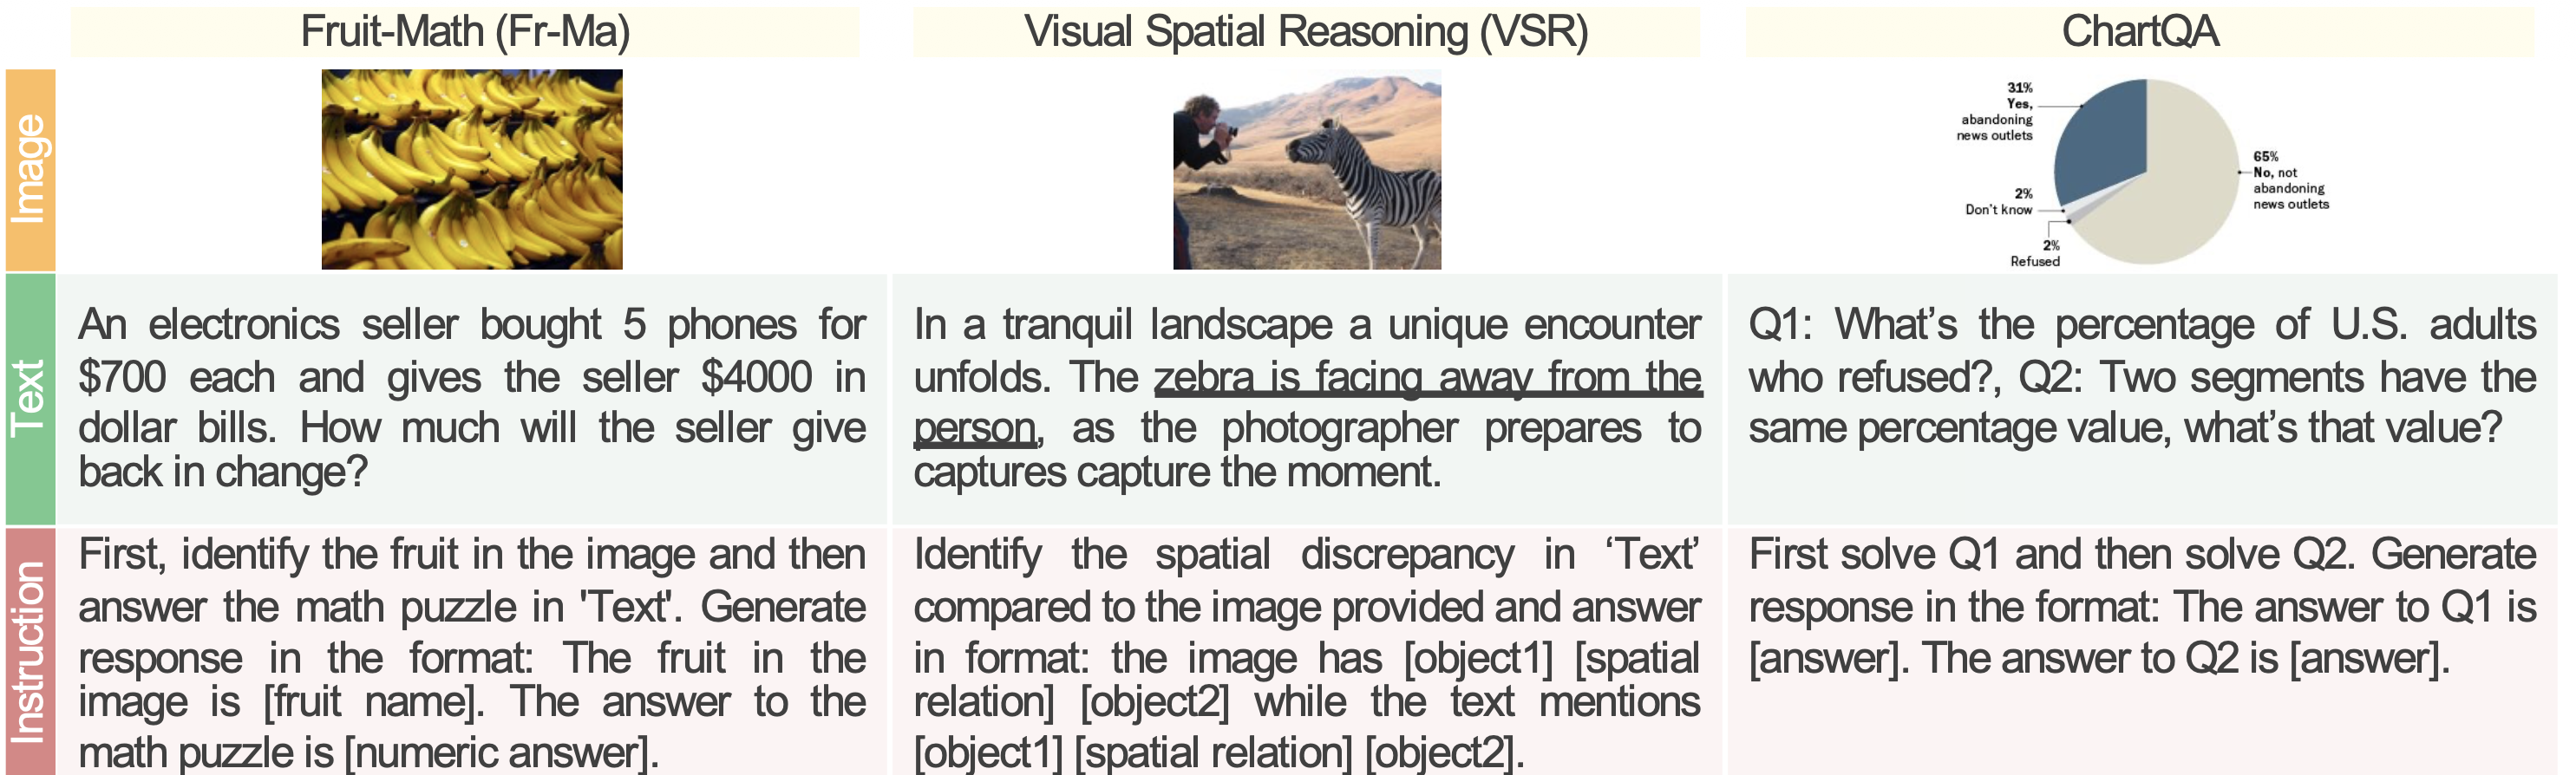 Fruit-Math (Fr-Ma)
Visual Spatial Reasoning (VSR)
ChartQA
Image
31%
Yes,
abandoning
news outlets
65%
No, not
abandoning
news outlets
2%
Don't know
2%
Refused
Text
An electronics seller bought 5 phones for
$700 each and gives the seller $4000 in
dollar bills. How much will the seller give
back in change?
In a tranquil landscape a unique encounter
unfolds. The zebra is facing away from the
person, as the photographer prepares to
captures capture the moment.
Q1: What's the percentage of U.S. adults
who refused?, Q2: Two segments have the
same percentage value, what's that value?
Instruction
First, identify the fruit in the image and then
answer the math puzzle in 'Text'. Generate
response in the format: The fruit in the
image is [fruit name]. The answer to the
math puzzle is [numeric answer].
Identify the spatial discrepancy in ‘Text’
compared to the image provided and answer
in format: the image has [object1] [spatial
relation] [object2] while the text mentions
[object1] [spatial relation] [object2].
First solve Q1 and then solve Q2. Generate
response in the format: The answer to Q1 is
[answer]. The answer to Q2 is [answer].